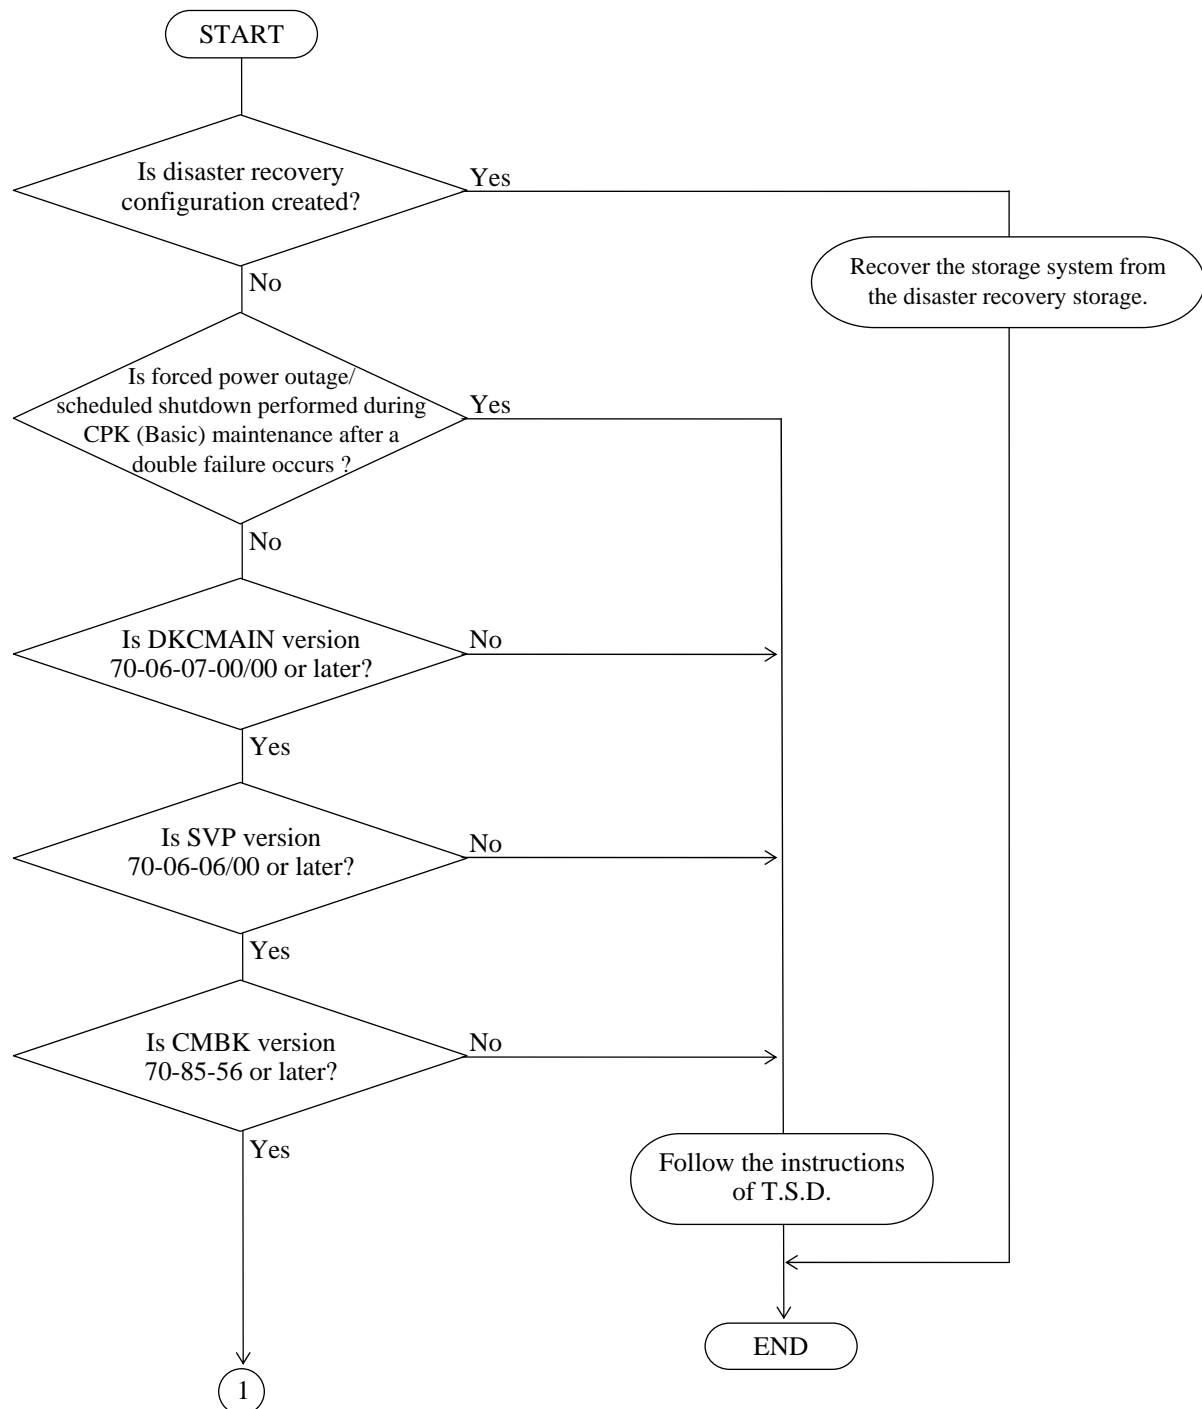 START
Is disaster recovery
configuration created?
Yes
No
Recover the storage system from
the disaster recovery storage.
Is forced power outage/
scheduled shutdown performed during
CPK (Basic) maintenance after a
double failure occurs ?
Yes
No
Is DKCMAIN version
70-06-07-00/00 or later?
No
Yes
Is SVP version
70-06-06/00 or later?
No
Yes
Is CMBK version
70-85-56 or later?
No
Yes
Follow the instructions
of T.S.D.
END
1